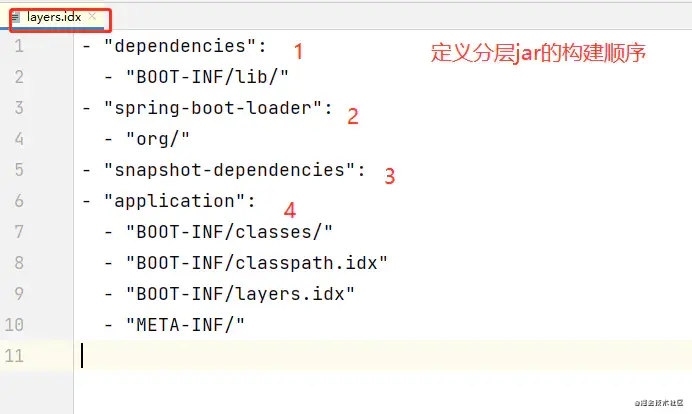 layers.idx
1 - "dependencies": 1 定义分层jar的构建顺序
2 - "BOOT-INF/lib/"
3 - "spring-boot-loader": 2
4 - "org/"
5 - "snapshot-dependencies": 3
6 - "application": 4
7 - "BOOT-INF/classes/"
8 - "BOOT-INF/classpath.idx"
9 - "BOOT-INF/layers.idx"
10 - "META-INF/"
11
@掘金技术社区